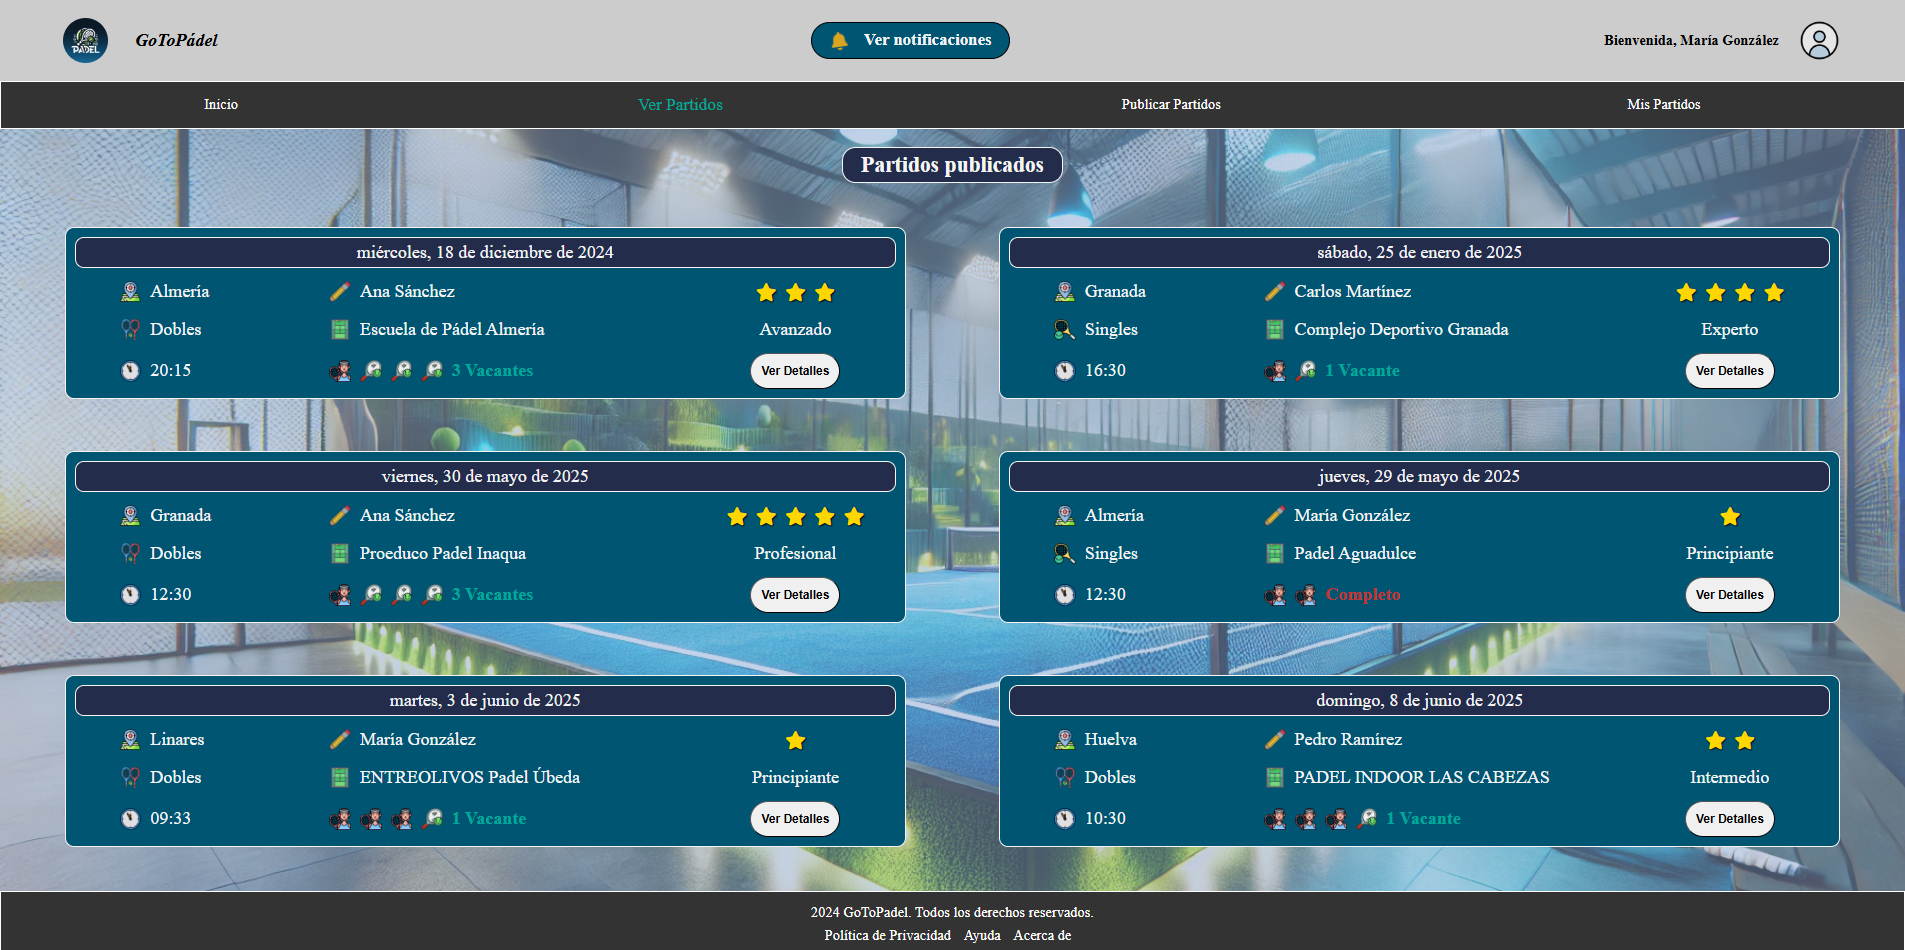 PADEL
GoToPádel
Ver notificaciones
Bienvenida, María González
Inicio
Ver Partidos
Publicar Partidos
Mis Partidos
Partidos publicados
miércoles, 18 de diciembre de 2024
Almería
Ana Sánchez
Dobles
Escuela de Pádel Almería
Avanzado
20:15
3 Vacantes
Ver Detalles
sábado, 25 de enero de 2025
Granada
Carlos Martínez
Singles
Complejo Deportivo Granada
Experto
16:30
1 Vacante
Ver Detalles
viernes, 30 de mayo de 2025
Granada
Ana Sánchez
Dobles
Proeduco Padel Inaqua
Profesional
12:30
3 Vacantes
Ver Detalles
jueves, 29 de mayo de 2025
Almería
María González
Singles
Padel Aguadulce
Principiante
12:30
Completo
Ver Detalles
martes, 3 de junio de 2025
Linares
María González
Dobles
ENTREOLIVOS Padel Úbeda
Principiante
09:33
1 Vacante
Ver Detalles
domingo, 8 de junio de 2025
Huelva
Pedro Ramírez
Dobles
PADEL INDOOR LAS CABEZAS
Intermedio
10:30
1 Vacante
Ver Detalles
2024 GoToPadel. Todos los derechos reservados.
Política de Privacidad Ayuda Acerca de